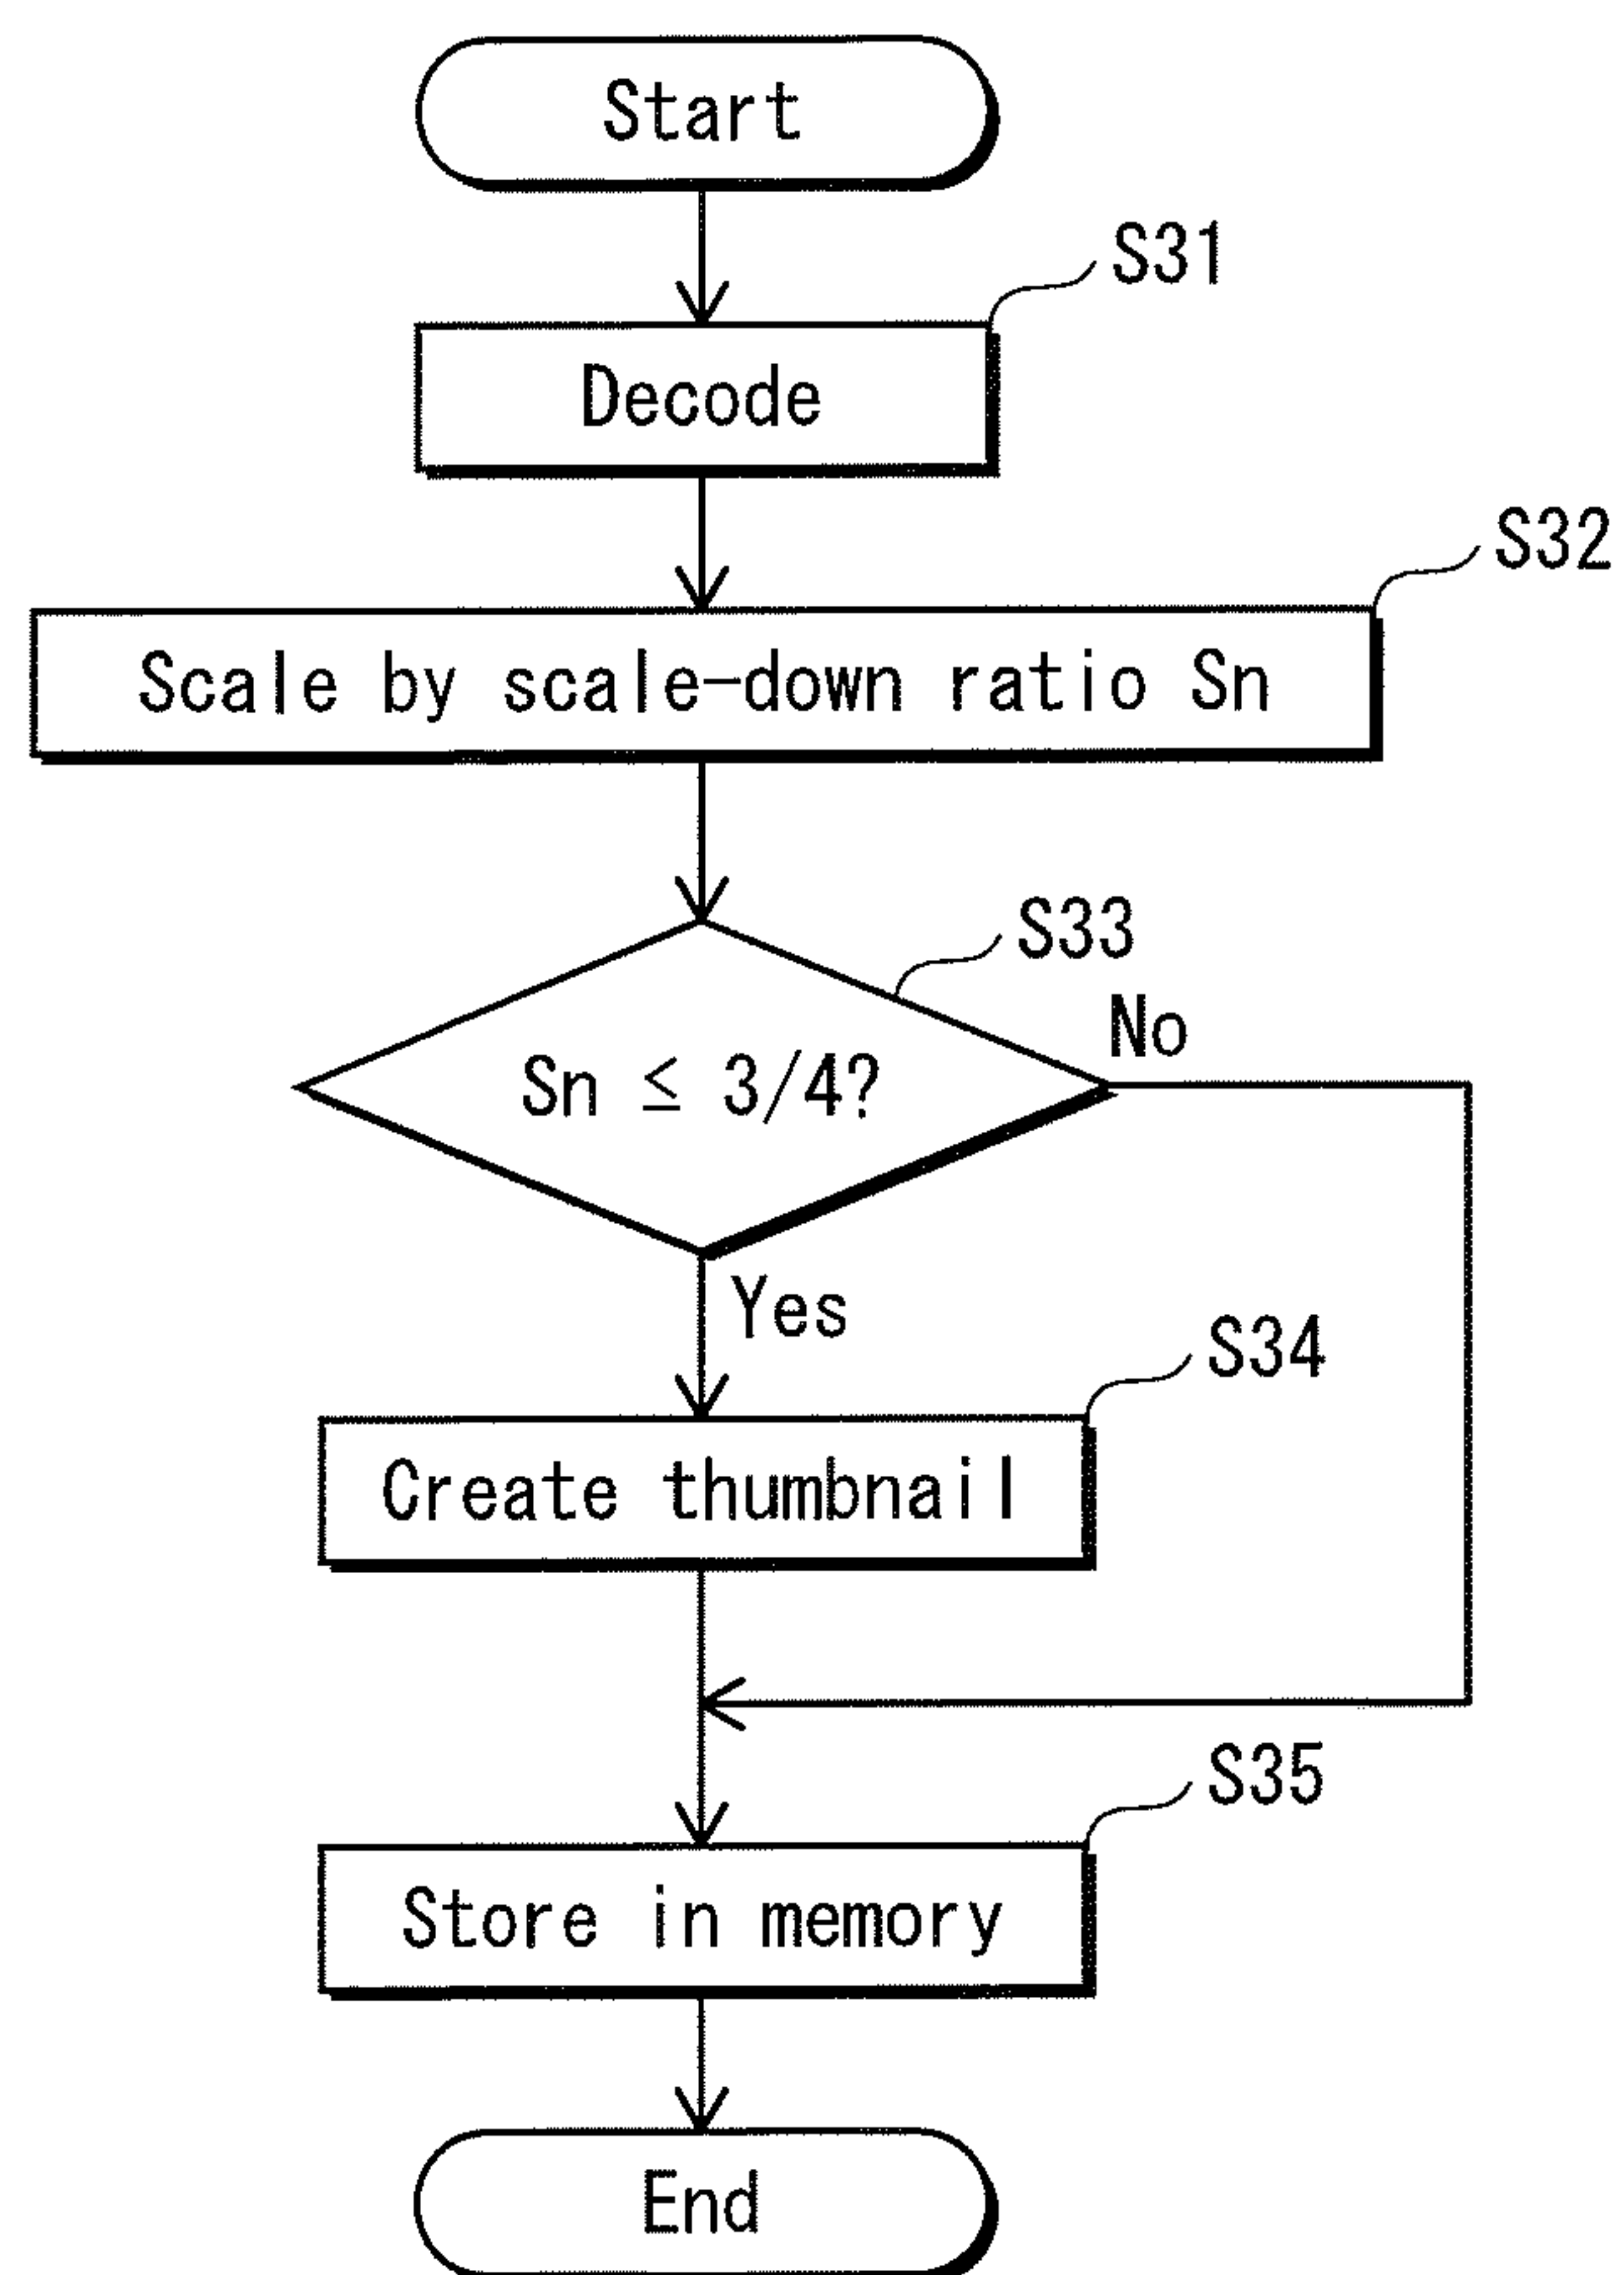 Start
S31
Decode
S32
Scale by scale-down ratio Sn
S33
No
Sn ≤ 3/4?
Yes
S34
Create thumbnail
S35
Store in memory
End